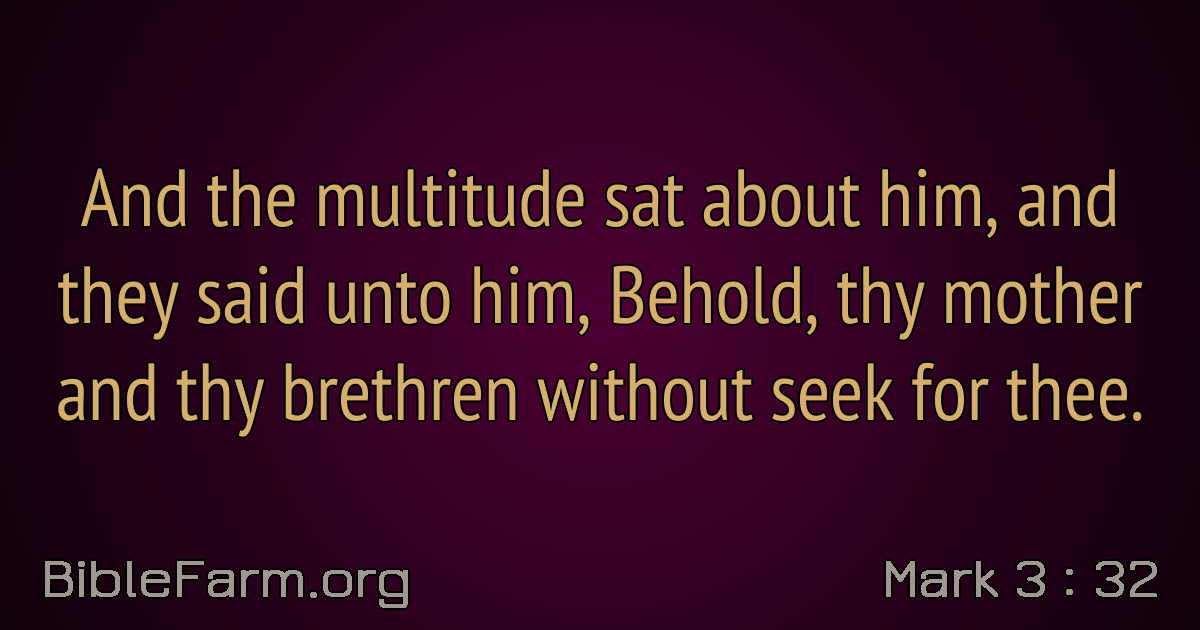 And the multitude sat about him, and
they said unto him, Behold, thy mother
and thy brethren without seek for thee.
BibleFarm.org
Mark 3 : 32